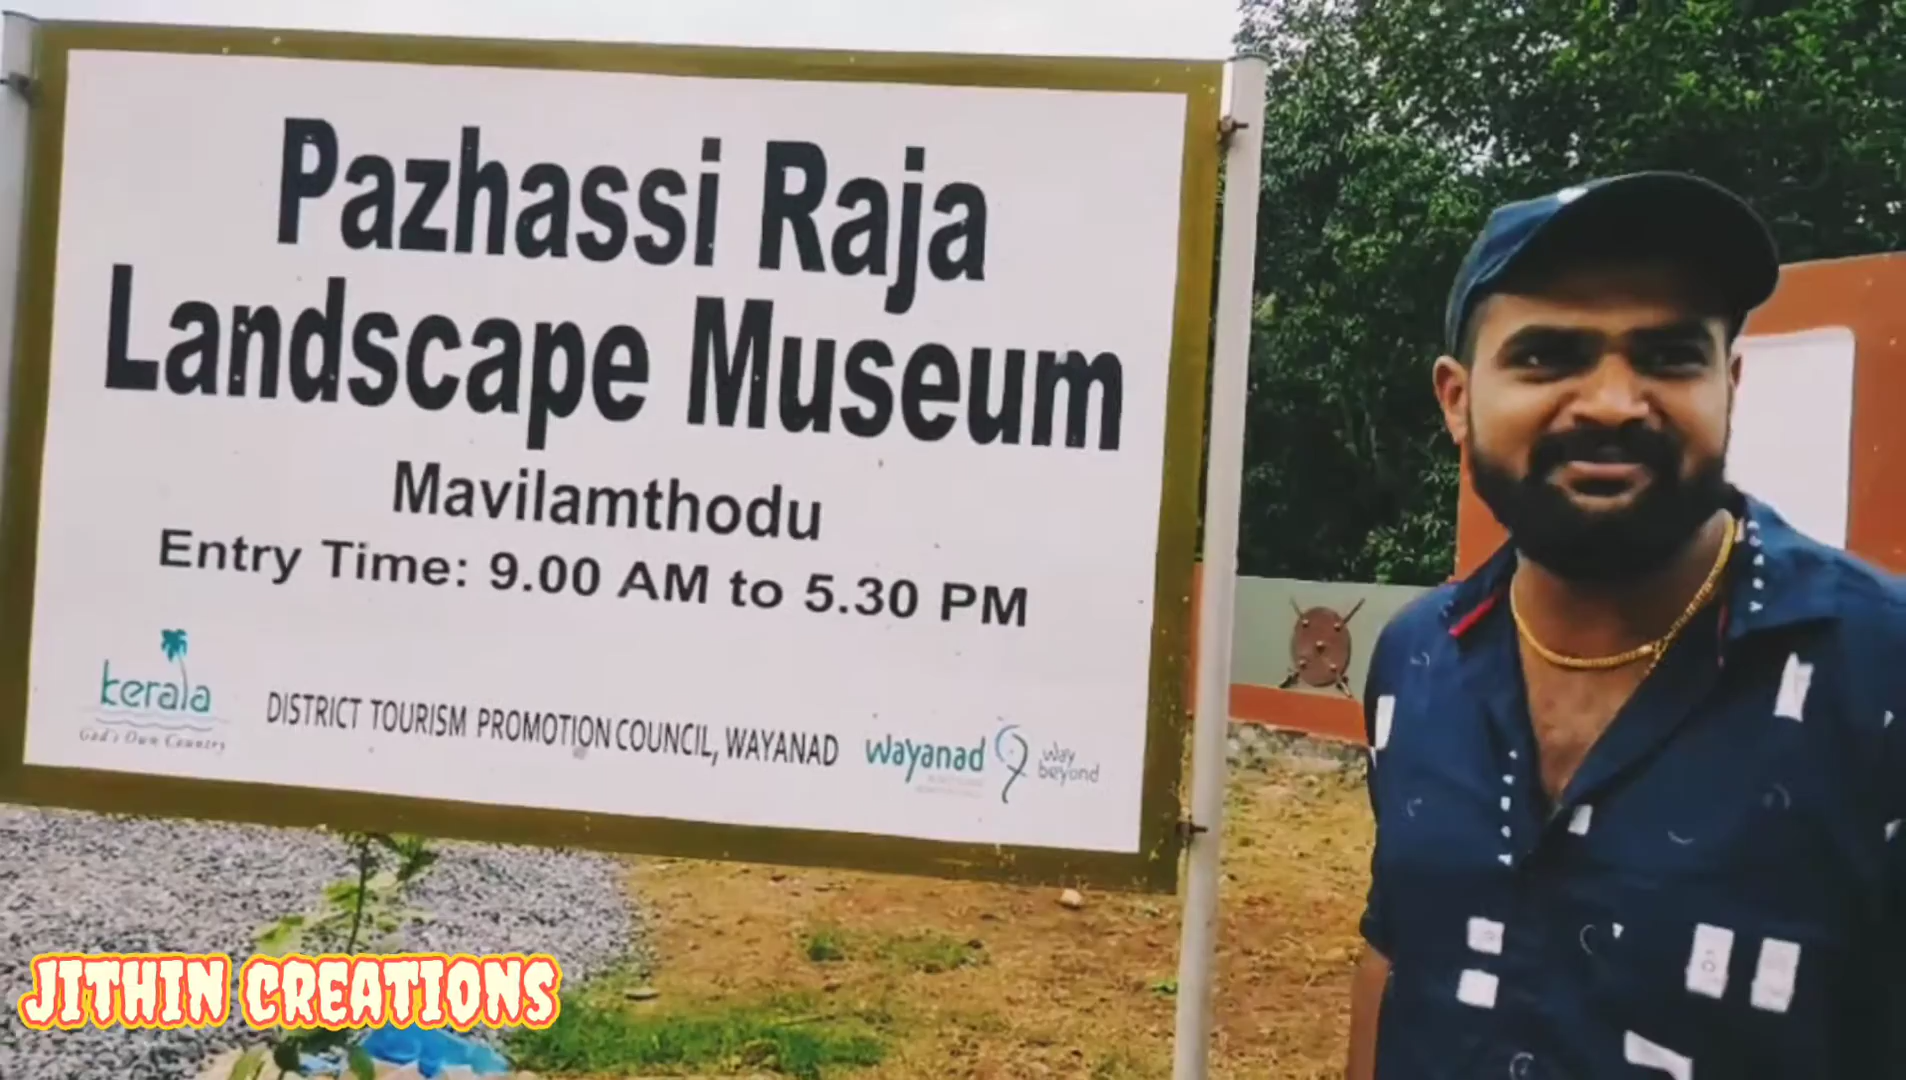 Pazhassi Raja
Landscape Museum
Mavilamthodu
Entry Time: 9.00 AM to 5.30 PM
kerala
God's Own Country
DISTRICT TOURISM PROMOTION COUNCIL, WAYANAD
wayanad
way
beyond
JITHIN CREATIONS